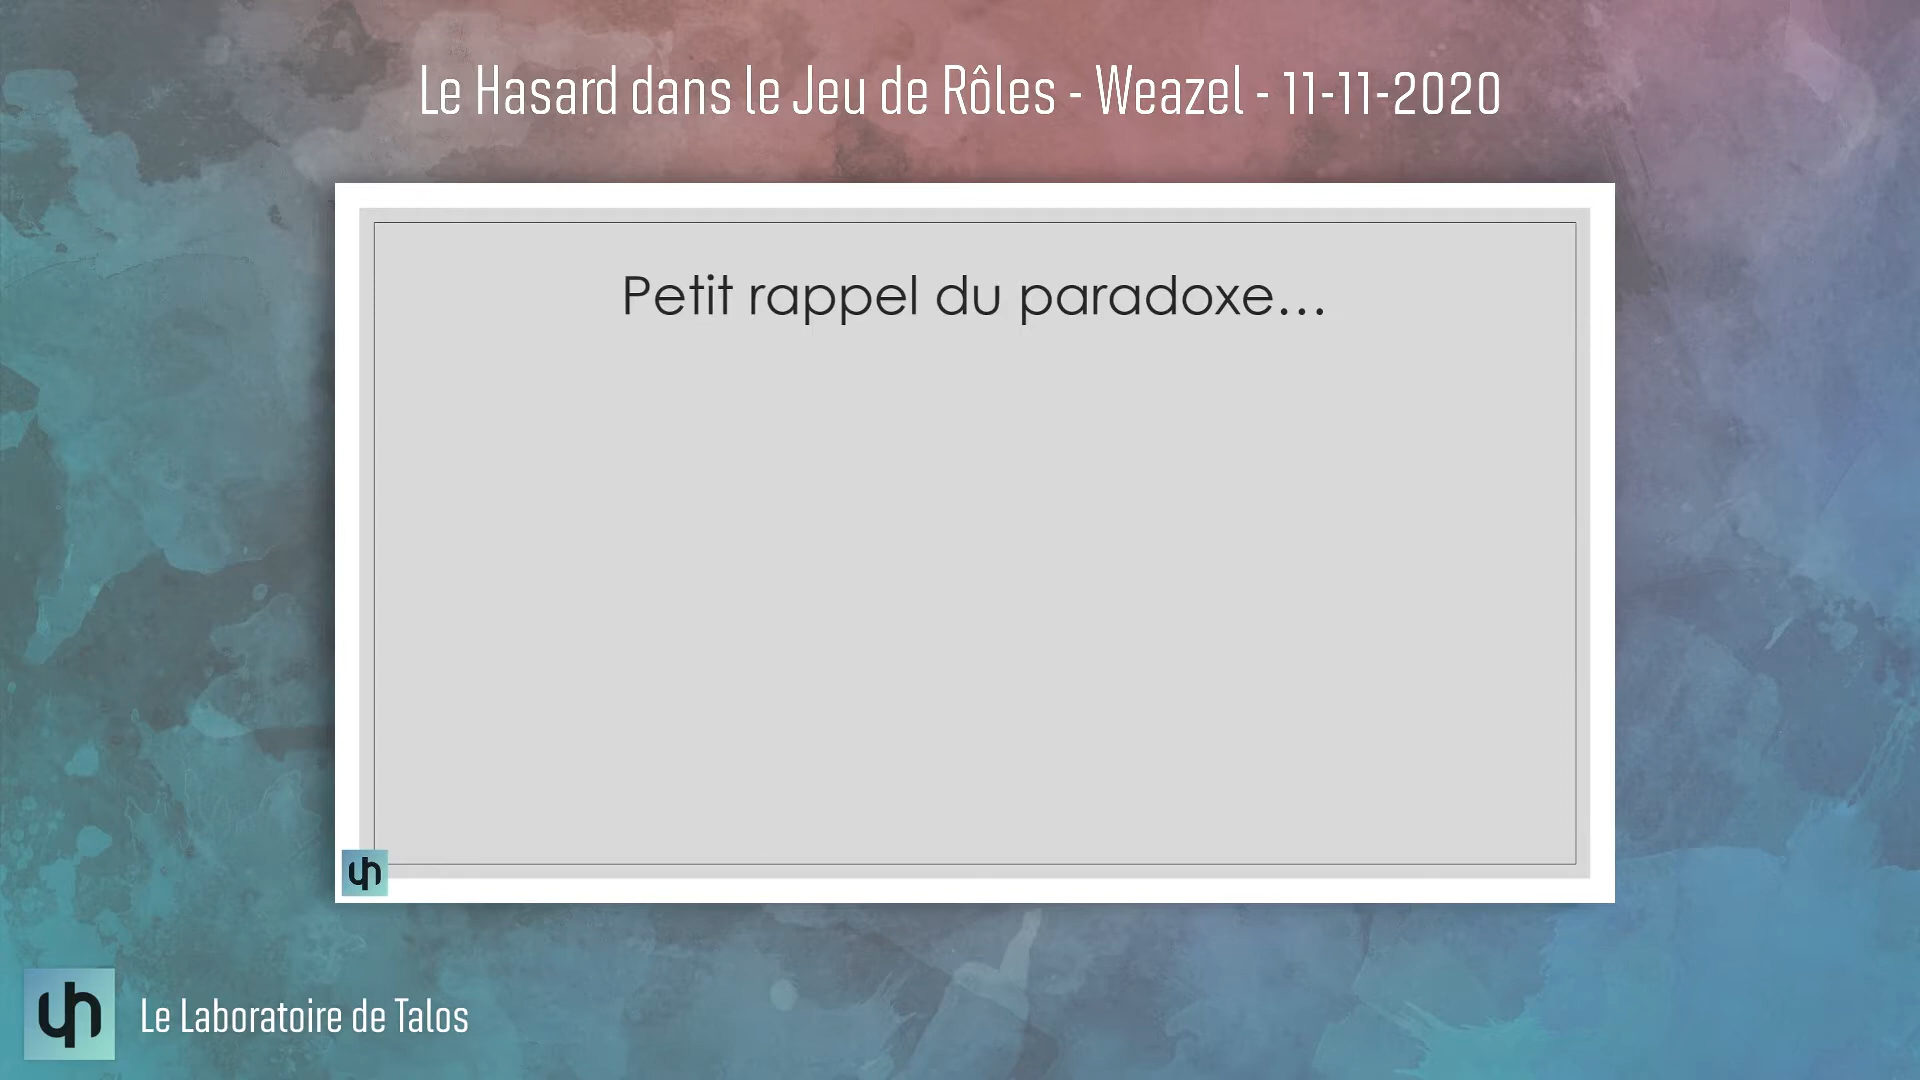 Le Hasard dans le Jeu de Rôles - Weazel - 11-11-2020
Petit rappel du paradoxe...
Le Laboratoire de Talos